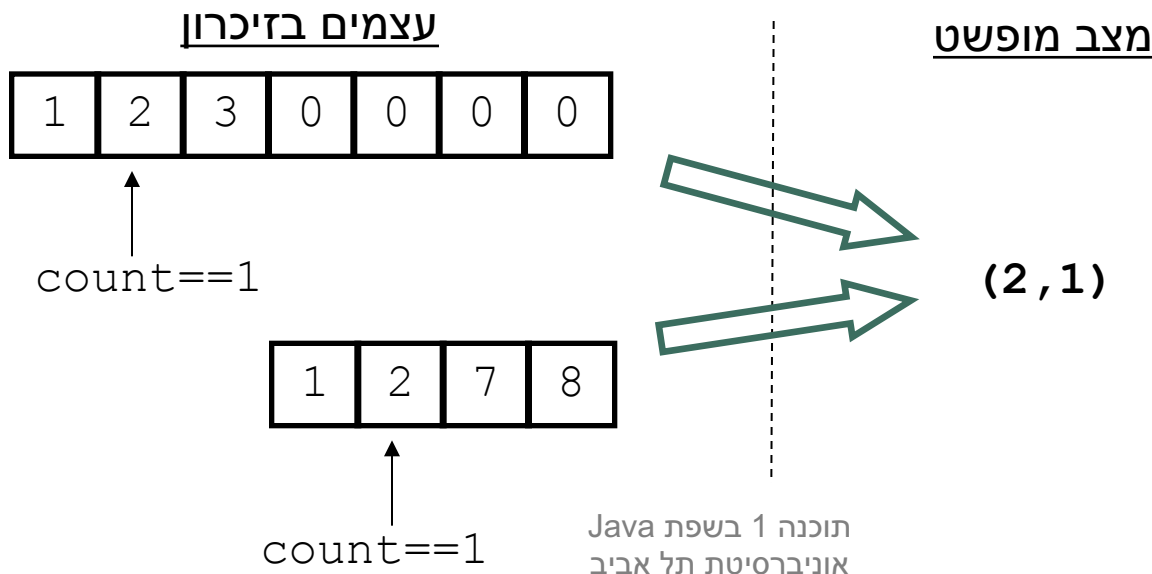 עצמים בזיכרון
מצב מופשט
1 2 3 0 0 0 0
count==1
(2,1)
1 2 7 8
count==1
תוכנה 1 בשפת Java
אוניברסיטת תל אביב